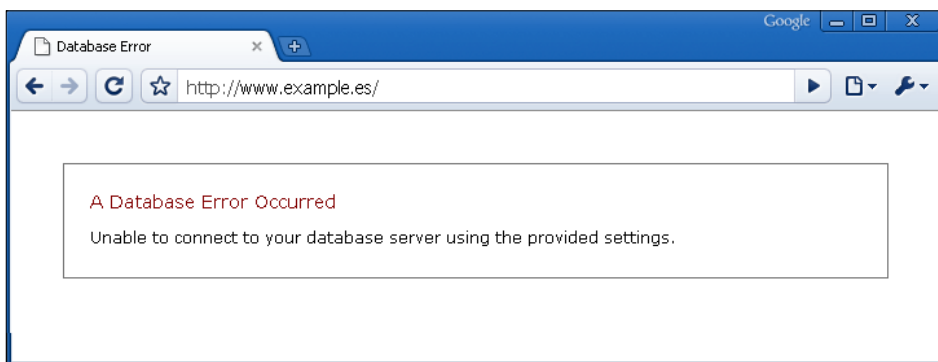 Google
Database Error
http://www.example.es/
A Database Error Occurred
Unable to connect to your database server using the provided settings.